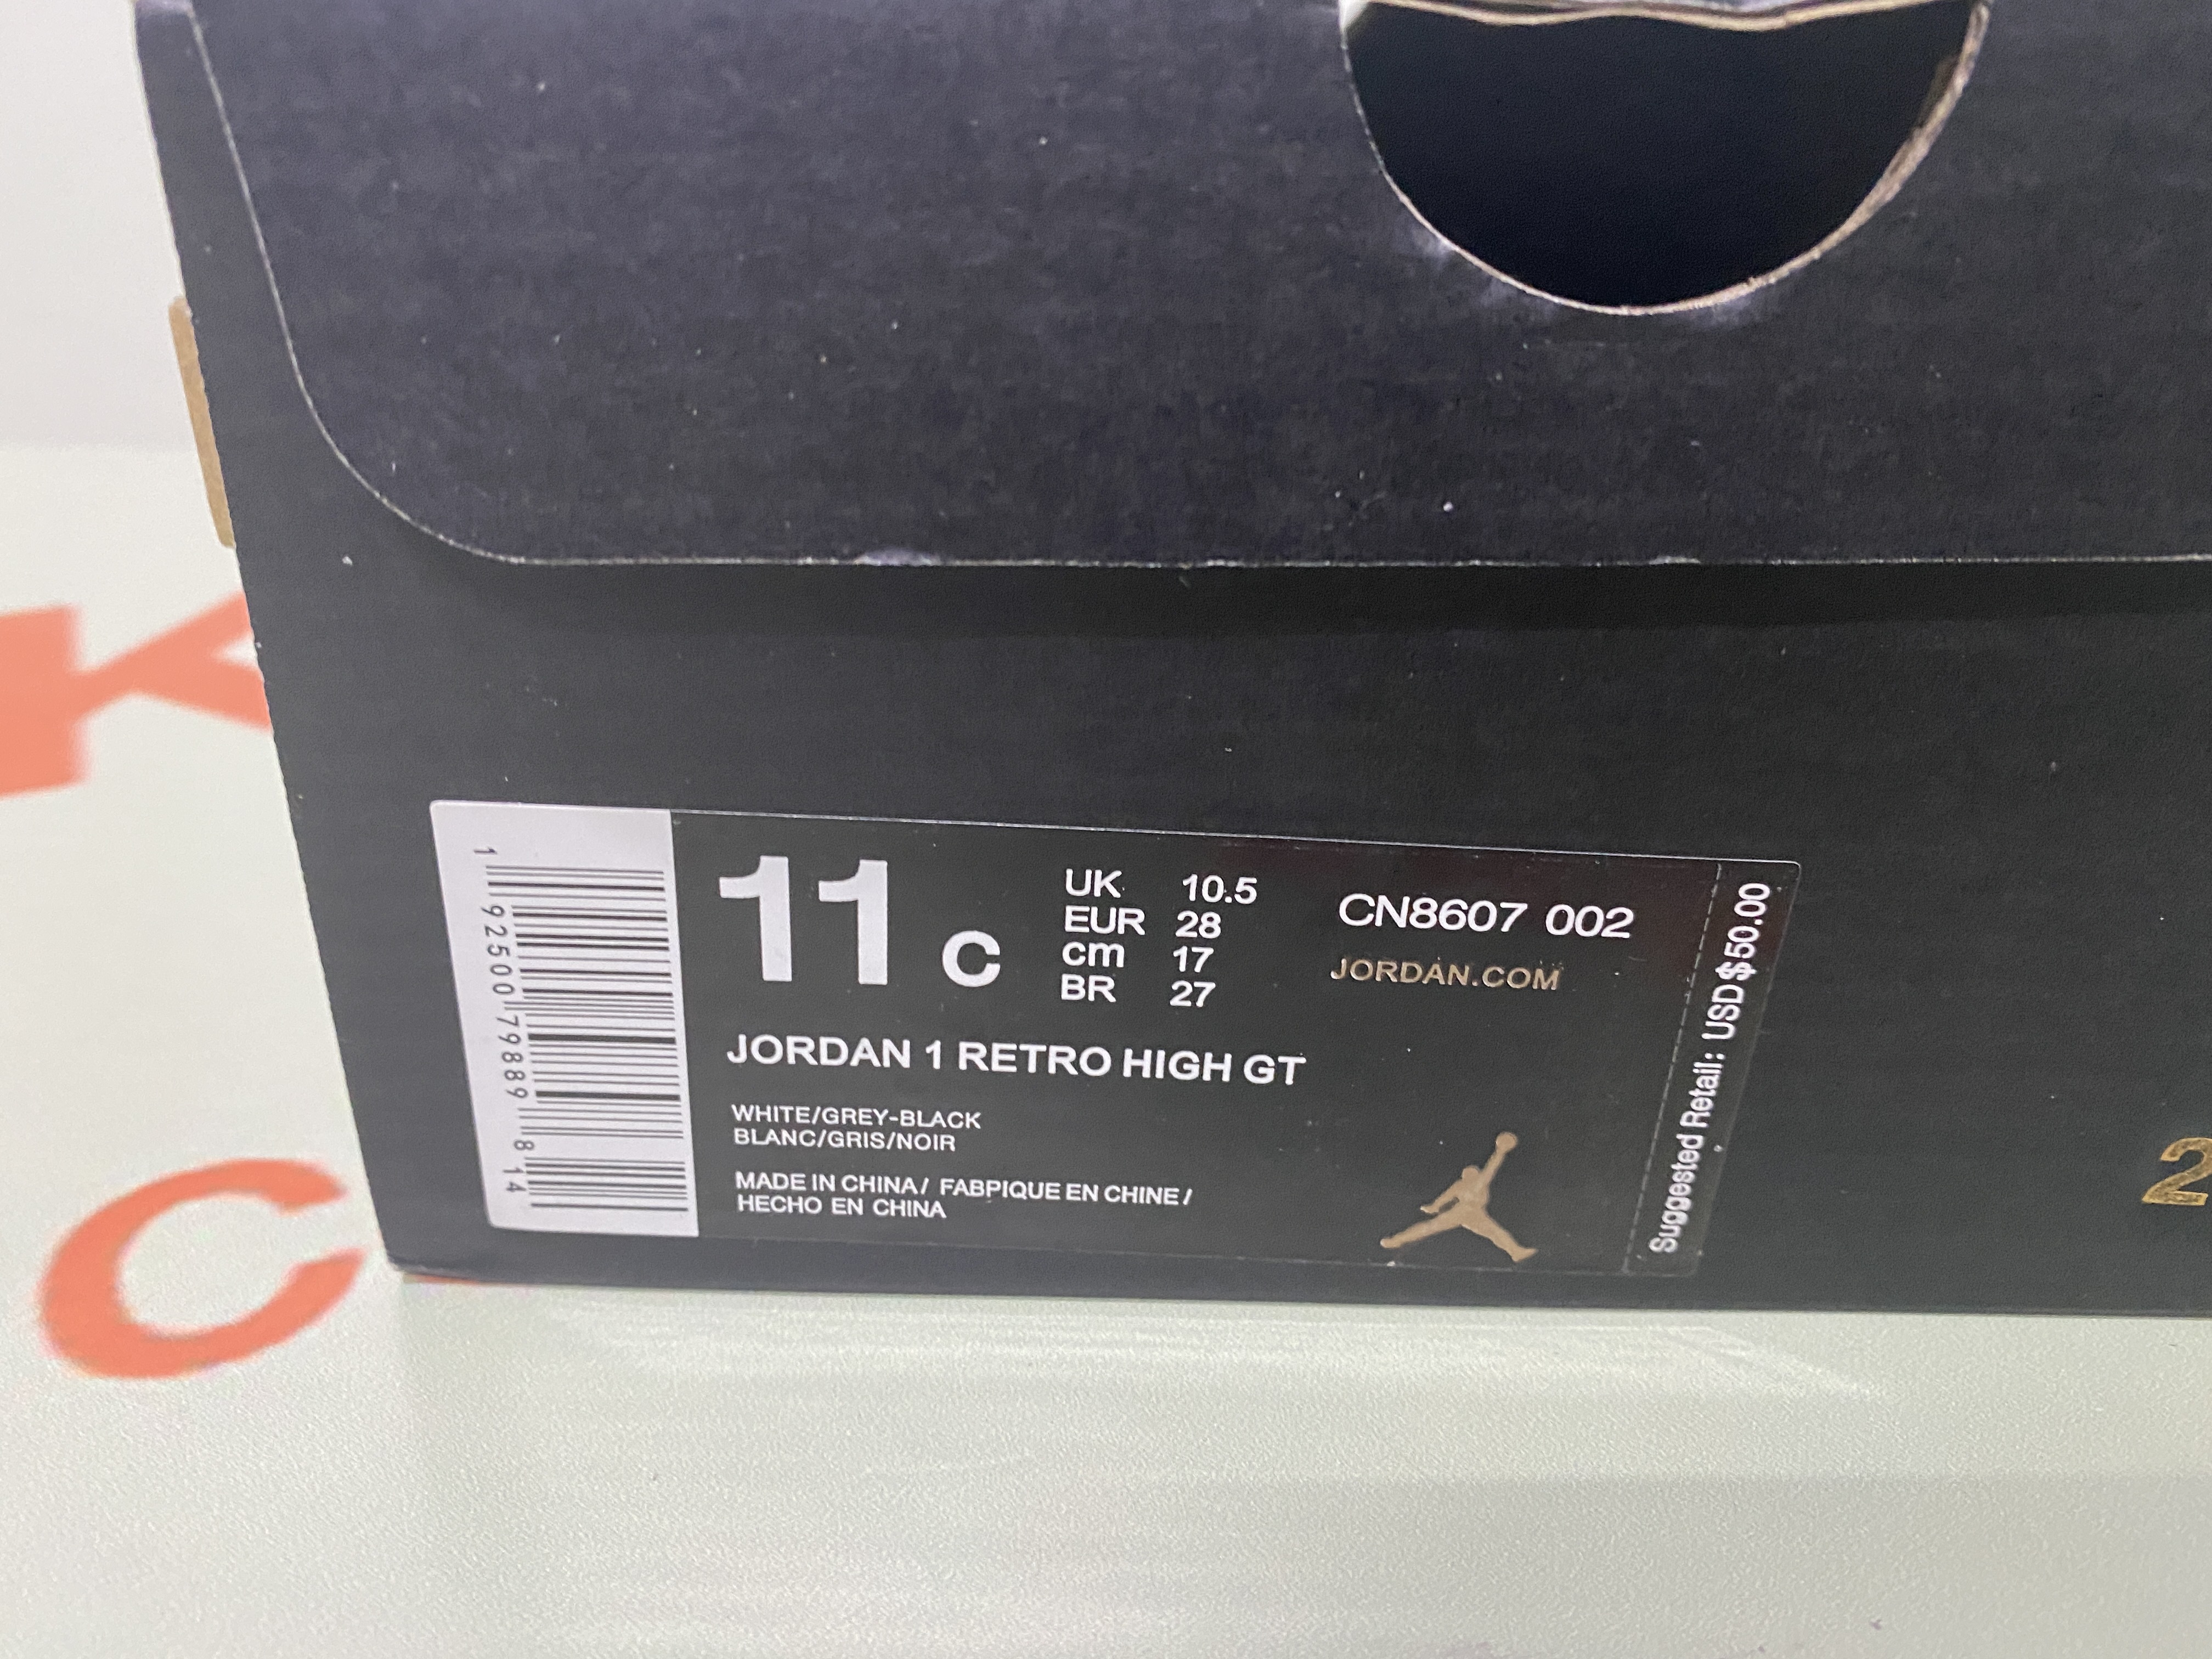 K
C
1 92500 79889 8 14
11 C
UK 10.5
EUR 28
cm 17
BR 27
CN8607 002
JORDAN.COM
JORDAN 1 RETRO HIGH GT
WHITE/GREY-BLACK
BLANC/GRIS/NOIR
MADE IN CHINA/ FABPIQUE EN CHINE/
HECHO EN CHINA
Suggested Retail: USD$50.00
2